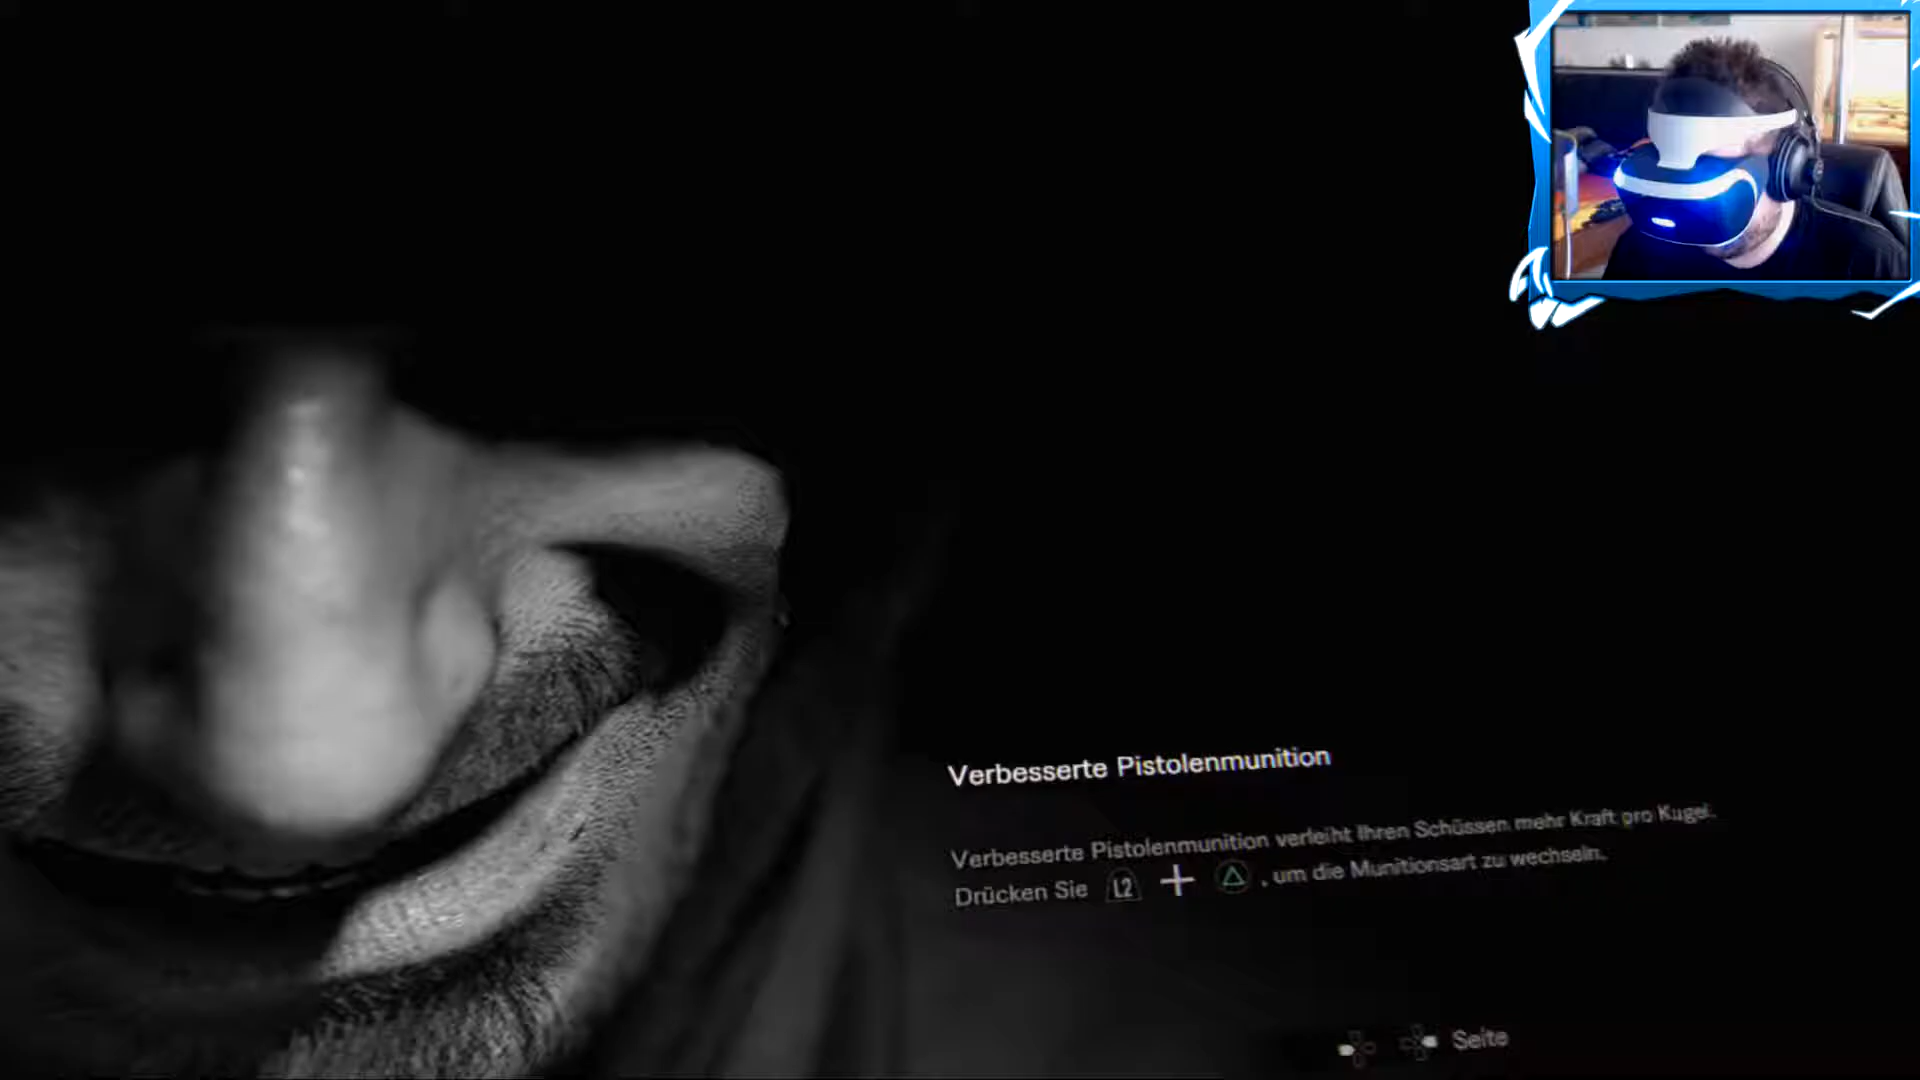 Verbesserte Pistolenmunition
Verbesserte Pistolenmunition verleiht Ihren Schüssen mehr Kraft pro Kugel.
Drücken Sie L2 + △ , um die Munitionsart zu wechseln.
Seite